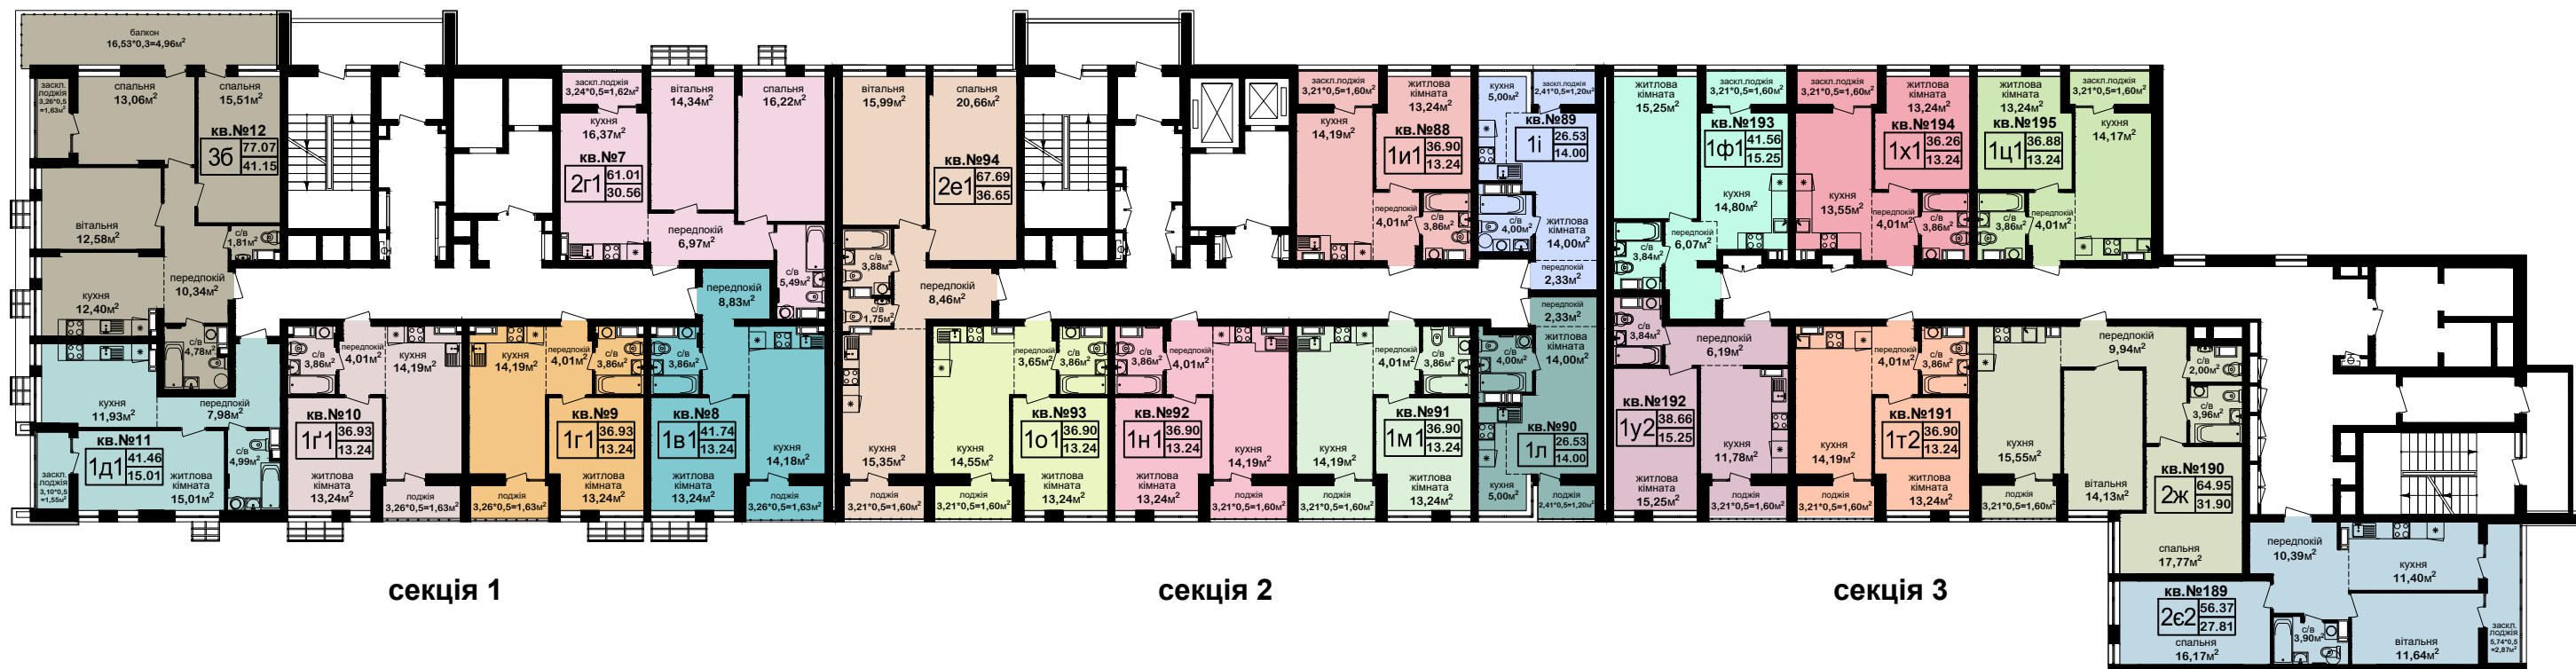 балкон
16,53*0,3=4,96м²
заскл.
лоджія
3,26*0,5
=1,63м²
спальня
13,06м²
спальня
15,51м²
кв.№12
3б
77.07
41.15
вітальня
12,58м²
с/в
1,81м²
передпокій
10,34м²
кухня
12,40м²
с/в
4,78м²
кухня
11,93м²
передпокій
7,98м²
кв.№11
1д1
41.46
15.01
заскл.
лоджія
3,10*0,5
=1,55м²
житлова
кімната
15,01м²
с/в
4,99м²
с/в
3,86м²
передпокій
4,01м²
кухня
14,19м²
кв.№10
1ґ1
36.93
13.24
житлова
кімната
13,24м²
лоджія
3,26*0,5=1,63м²
кухня
14,19м²
передпокій
4,01м²
с/в
3,86м²
кв.№9
1г1
36.93
13.24
лоджія
3,26*0,5=1,63м²
житлова
кімната
13,24м²
передпокій
8,83м²
с/в
3,86м²
кв.№8
1в1
41.74
13.24
житлова
кімната
13,24м²
кухня
14,18м²
лоджія
3,26*0,5=1,63м²
заскл.лоджія
3,24*0,5=1,62м²
вітальня
14,34м²
спальня
16,22м²
кухня
16,37м²
кв.№7
2г1
61.01
30.56
передпокій
6,97м²
с/в
5,49м²
секція 1
вітальня
15,99м²
спальня
20,66м²
кв.№94
2е1
67.69
36.65
с/в
3,88м²
с/в
1,75м²
передпокій
8,46м²
кухня
15,35м²
лоджія
3,21*0,5=1,60м²
передпокій
3,65м²
с/в
3,86м²
кв.№93
1о1
36.90
13.24
кухня
14,55м²
житлова
кімната
13,24м²
лоджія
3,21*0,5=1,60м²
с/в
3,86м²
передпокій
4,01м²
кв.№92
1н1
36.90
13.24
житлова
кімната
13,24м²
кухня
14,19м²
лоджія
3,21*0,5=1,60м²
передпокій
4,01м²
с/в
3,86м²
кв.№91
1м1
36.90
13.24
кухня
14,19м²
житлова
кімната
13,24м²
лоджія
3,21*0,5=1,60м²
передпокій
2,33м²
житлова
кімната
14,00м²
с/в
4,00м²
кв.№90
1л
26.53
14.00
кухня
5,00м²
лоджія
2,41*0,5=1,20м²
заскл.лоджія
3,21*0,5=1,60м²
житлова
кімната
13,24м²
кухня
14,19м²
кв.№88
1и1
36.90
13.24
передпокій
4,01м²
с/в
3,86м²
кухня
5,00м²
заскл.лоджія
2,41*0,5=1,20м²
кв.№89
1і
26.53
14.00
с/в
4,00м²
житлова
кімната
14,00м²
передпокій
2,33м²
секція 2
житлова
кімната
15,25м²
заскл.лоджія
3,21*0,5=1,60м²
кв.№193
1ф1
41.56
15.25
кухня
14,80м²
передпокій
6,07м²
с/в
3,84м²
заскл.лоджія
3,21*0,5=1,60м²
житлова
кімната
13,24м²
кв.№194
1х1
36.26
13.24
кухня
13,55м²
передпокій
4,01м²
с/в
3,86м²
житлова
кімната
13,24м²
заскл.лоджія
3,21*0,5=1,60м²
кв.№195
1ц1
36.88
13.24
кухня
14,17м²
с/в
3,86м²
передпокій
4,01м²
с/в
3,84м²
передпокій
6,19м²
кв.№192
1у2
38.66
15.25
кухня
11,78м²
житлова
кімната
15,25м²
лоджія
3,21*0,5=1,60м²
передпокій
4,01м²
с/в
3,86м²
кв.№191
1т2
36.90
13.24
кухня
14,19м²
житлова
кімната
13,24м²
лоджія
3,21*0,5=1,60м²
передпокій
9,94м²
с/в
2,00м²
с/в
3,96м²
кухня
15,55м²
лоджія
3,21*0,5=1,60м²
вітальня
14,13м²
кв.№190
2ж
64.95
31.90
спальня
17,77м²
передпокій
10,39м²
кухня
11,40м²
кв.№189
2є2
56.37
27.81
спальня
16,17м²
с/в
3,90м²
вітальня
11,64м²
заскл.
лоджія
5,74*0,5
=2,87м²
секція 3